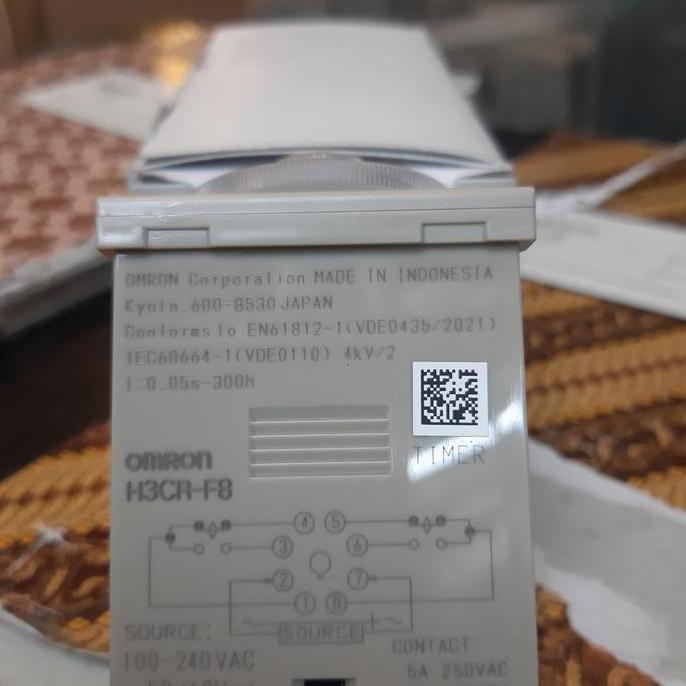 OMRON Corporation MADE IN INDONESIA
Kyoto.600-8530 JAPAN
Conforms to EN61812-1(VDE0435/2021)
IEC60664-1(VDE0110) 4kV/2
t:0.05s-300h
TIMER
OMRON
H3CR-F8
4 5
3 6
2 7
1 8
SOURCE
SOURCE:
100-240VAC
CONTACT:
5A 250VAC